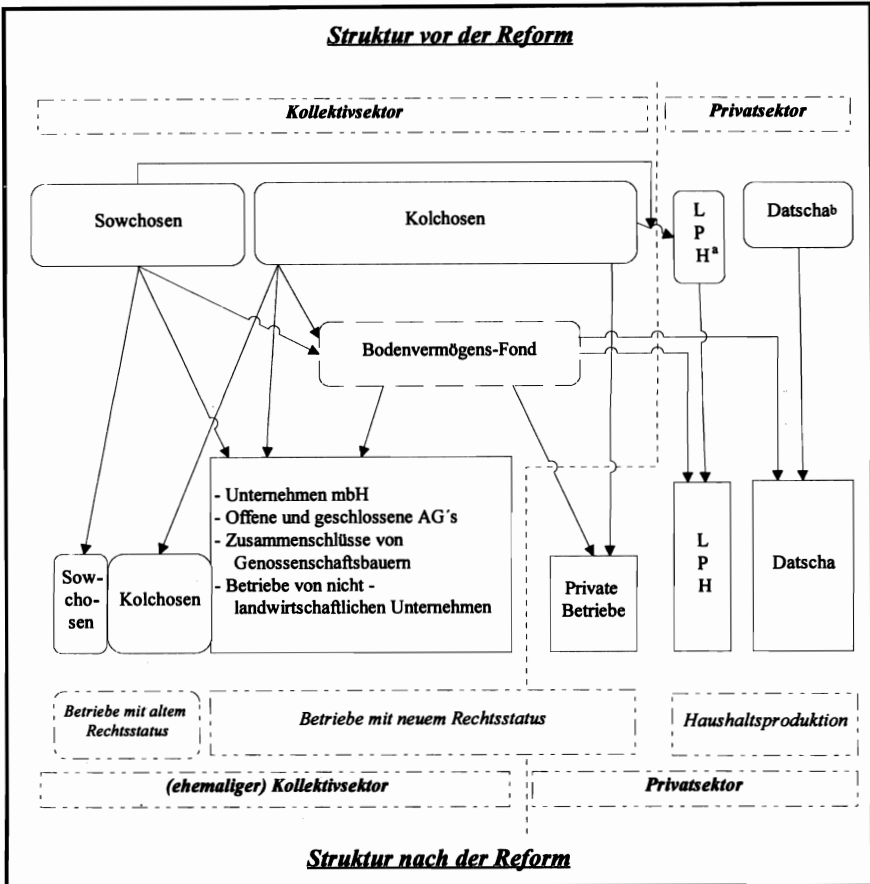 Struktur vor der Reform
Kollektivsektor
Privatsektor
Sowchosen
Kolchosen
L
P
Hª
Datschab
Bodenvermögens-Fond
- Unternehmen mbH
- Offene und geschlossene AG´s
- Zusammenschlüsse von
Genossenschaftsbauern
- Betriebe von nicht -
landwirtschaftlichen Unternehmen
Sow-
cho-
sen
Kolchosen
Private
Betriebe
L
P
H
Datscha
Betriebe mit altem
Rechtsstatus
Betriebe mit neuem Rechtsstatus
Haushaltsproduktion
(ehemaliger) Kollektivsektor
Privatsektor
Struktur nach der Reform